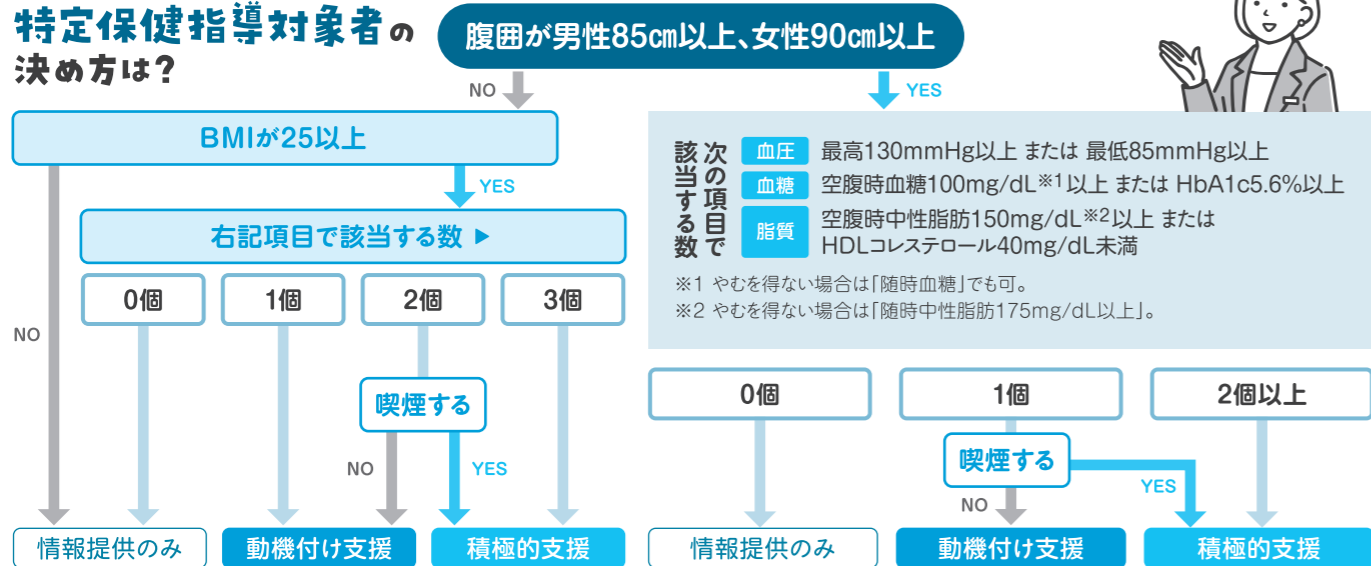 特定保健指導対象者の
決め方は?
腹囲が男性85cm以上、女性90cm以上
NO
YES
BMIが25以上
YES
右記項目で該当する数 ▶
0個
1個
2個
3個
NO
喫煙する
NO
YES
情報提供のみ
動機付け支援
積極的支援
次の項目で
該当する数
血圧 最高130mmHg以上 または 最低85mmHg以上
血糖 空腹時血糖100mg/dL※1以上 または HbA1c5.6%以上
脂質 空腹時中性脂肪150mg/dL※2以上 または
HDLコレステロール40mg/dL未満
※1 やむを得ない場合は「随時血糖」でも可。
※2 やむを得ない場合は「随時中性脂肪175mg/dL以上」。
0個
1個
2個以上
喫煙する
NO
YES
情報提供のみ
動機付け支援
積極的支援